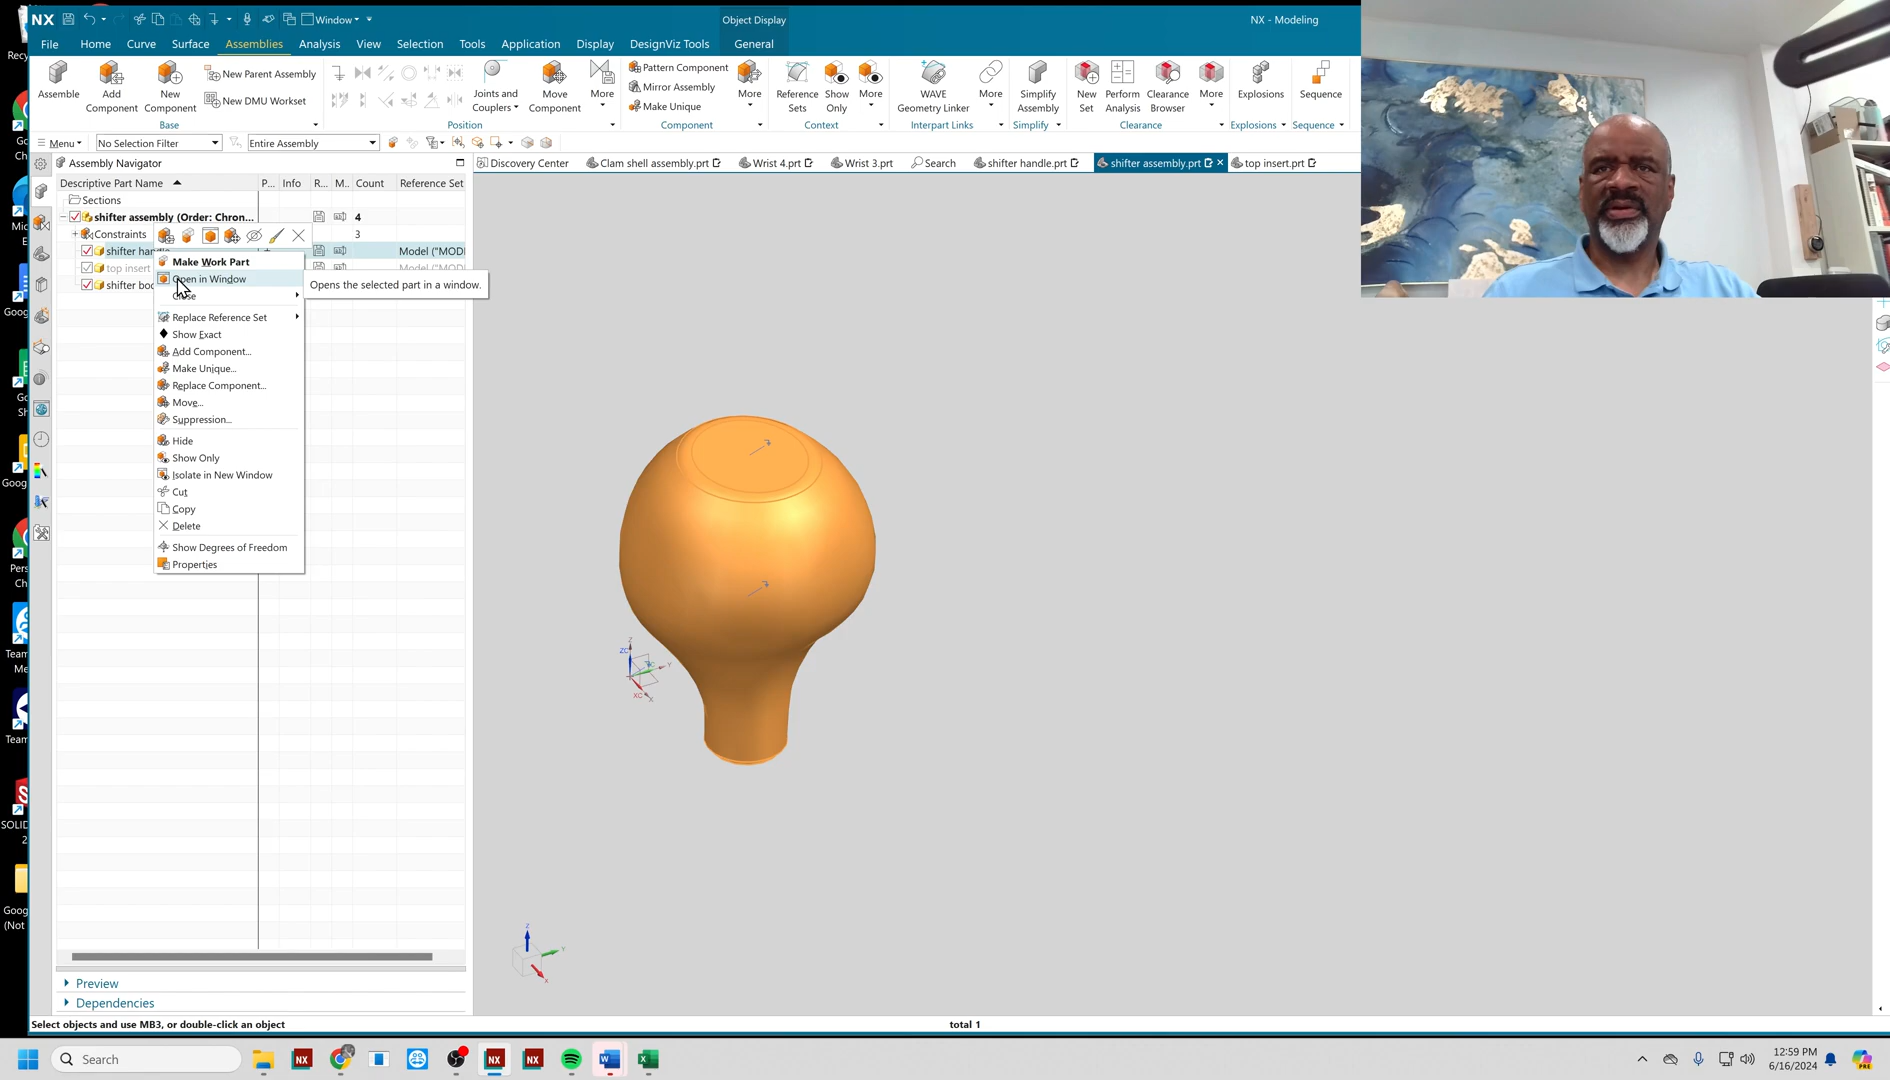 NX
Window
Object Display
NX - Modeling
File
Home
Curve
Surface
Assemblies
Analysis
View
Selection
Tools
Application
Display
DesignViz Tools
General
Assemble
Add Component
New Component
New Parent Assembly
New DMU Workset
Base
Joints and Couplers
Move Component
More
Position
Pattern Component
Mirror Assembly
Make Unique
More
Component
Reference Sets
Show Only
More
Context
WAVE Geometry Linker
More
Interpart Links
Simplify Assembly
Simplify
New Set
Perform Analysis
Clearance Browser
More
Clearance
Explosions
Explosions
Sequence
Sequence
Menu
No Selection Filter
Entire Assembly
Assembly Navigator
Discovery Center
Clam shell assembly.prt
Wrist 4.prt
Wrist 3.prt
Search
shifter handle.prt
shifter assembly.prt
top insert.prt
Descriptive Part Name
P...
Info
R...
M..
Count
Reference Set
Sections
shifter assembly (Order: Chron...
4
Constraints
3
Model ("MOD
top insert
Make Work Part
Open in Window
Opens the selected part in a window.
Close
Replace Reference Set
Show Exact
Add Component...
Make Unique...
Replace Component...
Move...
Suppression...
Hide
Show Only
Isolate in New Window
Cut
Copy
Delete
Show Degrees of Freedom
Properties
Preview
Dependencies
Select objects and use MB3, or double-click an object
total 1
Search
12:59 PM
6/16/2024